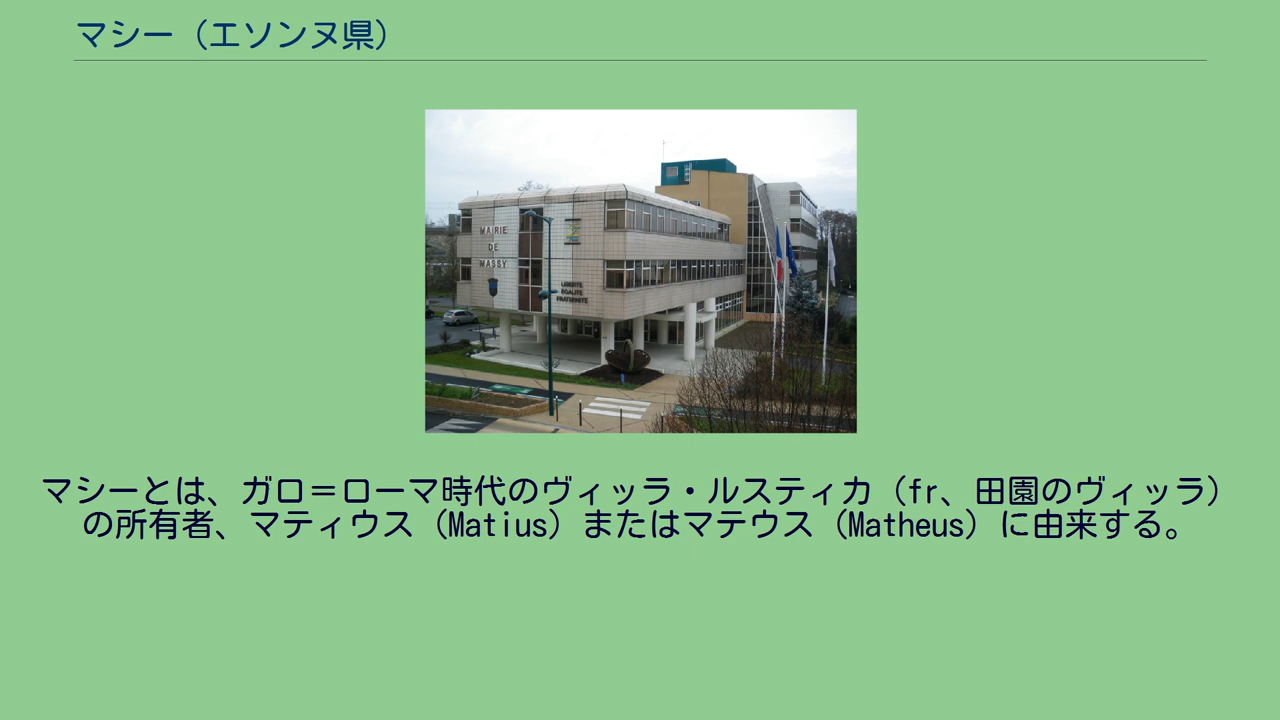 マシー（エソンヌ県）
MAIRIE
DE
MASSY
LIBERTE
EGALITE
FRATERNITE
マシーとは、ガロ＝ローマ時代のヴィッラ・ルスティカ（fr、田園のヴィッラ）
の所有者、マティウス（Matius）またはマテウス（Matheus）に由来する。